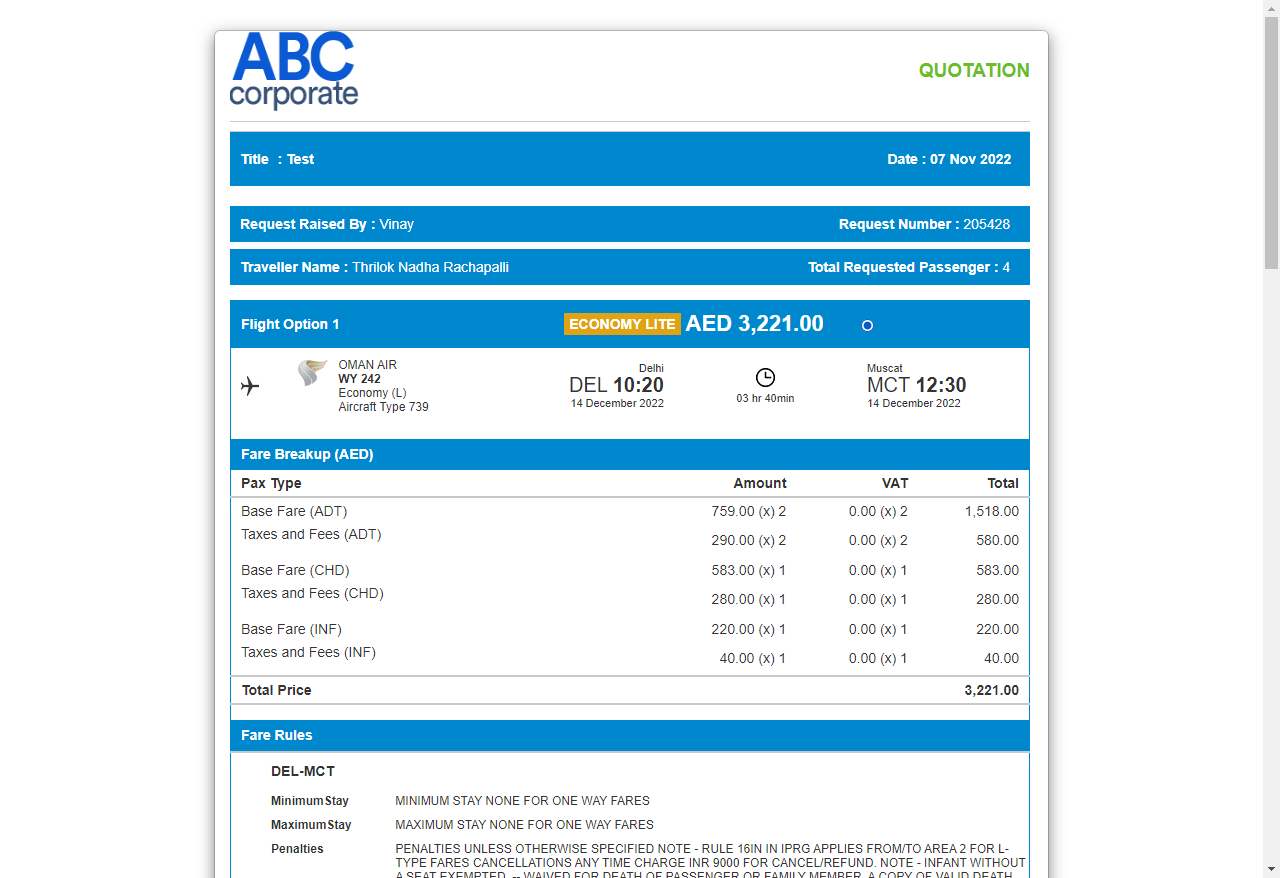 ABC
corporate
QUOTATION
Title : Test
Date : 07 Nov 2022
Request Raised By : Vinay
Request Number : 205428
Traveller Name : Thrilok Nadha Rachapalli
Total Requested Passenger : 4
Flight Option 1
ECONOMY LITE AED 3,221.00
OMAN AIR
WY 242
Economy (L)
Aircraft Type 739
Delhi
DEL 10:20
14 December 2022
03 hr 40min
Muscat
MCT 12:30
14 December 2022
Fare Breakup (AED)
Pax Type Amount VAT Total
Base Fare (ADT) 759.00 (x) 2 0.00 (x) 2 1,518.00
Taxes and Fees (ADT) 290.00 (x) 2 0.00 (x) 2 580.00
Base Fare (CHD) 583.00 (x) 1 0.00 (x) 1 583.00
Taxes and Fees (CHD) 280.00 (x) 1 0.00 (x) 1 280.00
Base Fare (INF) 220.00 (x) 1 0.00 (x) 1 220.00
Taxes and Fees (INF) 40.00 (x) 1 0.00 (x) 1 40.00
Total Price 3,221.00
Fare Rules
DEL-MCT
MinimumStay MINIMUM STAY NONE FOR ONE WAY FARES
MaximumStay MAXIMUM STAY NONE FOR ONE WAY FARES
Penalties PENALTIES UNLESS OTHERWISE SPECIFIED NOTE - RULE 16IN IN IPRG APPLIES FROM/TO AREA 2 FOR L-
TYPE FARES CANCELLATIONS ANY TIME CHARGE INR 9000 FOR CANCEL/REFUND. NOTE - INFANT WITHOUT
A SEAT EXEMPTED. -- WAIVED FOR DEATH OF PASSENGER OR FAMILY MEMBER. A COPY OF VALID DEATH